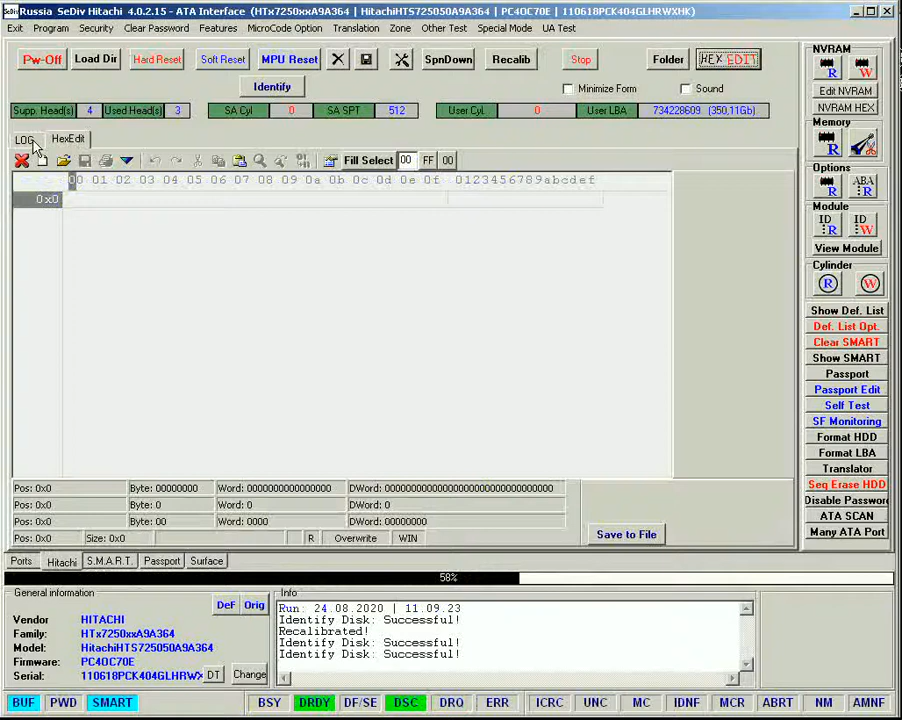 Russia SeDiv Hitachi 4.0.2.15 - ATA Interface (HTx7250xxA9A364 | HitachiHTS725050A9A364 | PC4OC70E | 110618PCK404GLHRWXHK)
Exit Program Security Clear Password Features MicroCode Option Translation Zone Other Test Special Mode UA Test
Pw-Off Load Dir Hard Reset Soft Reset MPU Reset SpnDown Recalib Stop Folder HEX EDIT
Identify Minimize Form Sound
Supp. Head(s) 4 Used Head(s) 3 SA Cyl 0 SA SPT 512 User Cyl. 0 User LBA 734228609 (350,11Gb)
LOG HexEdit
Fill Select 00 FF 00
00 01 02 03 04 05 06 07 08 09 0a 0b 0c 0d 0e 0f 0123456789abcdef
0x0
Pos: 0x0 Byte: 00000000 Word: 0000000000000000 DWord: 00000000000000000000000000000000
Pos: 0x0 Byte: 0 Word: 0 DWord: 0
Pos: 0x0 Byte: 00 Word: 0000 DWord: 00000000
Pos: 0x0 Size: 0x0 R Overwrite WIN
Save to File
NVRAM
R W
Edit NVRAM
NVRAM HEX
Memory
R
Options
R ABA R
Module
ID R ID W
View Module
Cylinder
R W
Show Def. List
Def. List Opt.
Clear SMART
Show SMART
Passport
Passport Edit
Self Test
SF Monitoring
Format HDD
Format LBA
Translator
Seq Erase HDD
Disable Password
ATA SCAN
Many ATA Port
Ports Hitachi S.M.A.R.T. Passport Surface
58%
General information
DeF Orig
Vendor HITACHI
Family: HTx7250xxA9A364
Model: HitachiHTS725050A9A364
Firmware: PC4OC70E
Serial: 110618PCK404GLHRWX DT Change
Info
Run: 24.08.2020 | 11.09.23
Identify Disk: Successful!
Recalibrated!
Identify Disk: Successful!
Identify Disk: Successful!
BUF PWD SMART BSY DRDY DF/SE DSC DRQ ERR ICRC UNC MC IDNF MCR ABRT NM AMNF